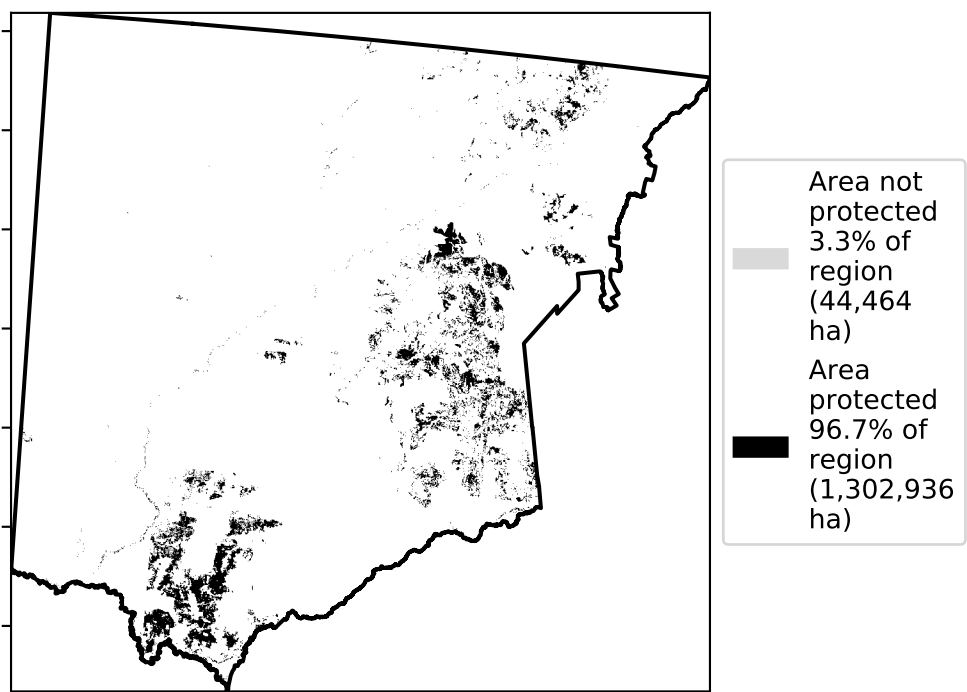 Area not
protected
3.3% of
region
(44,464
ha)
Area
protected
96.7% of
region
(1,302,936
ha)